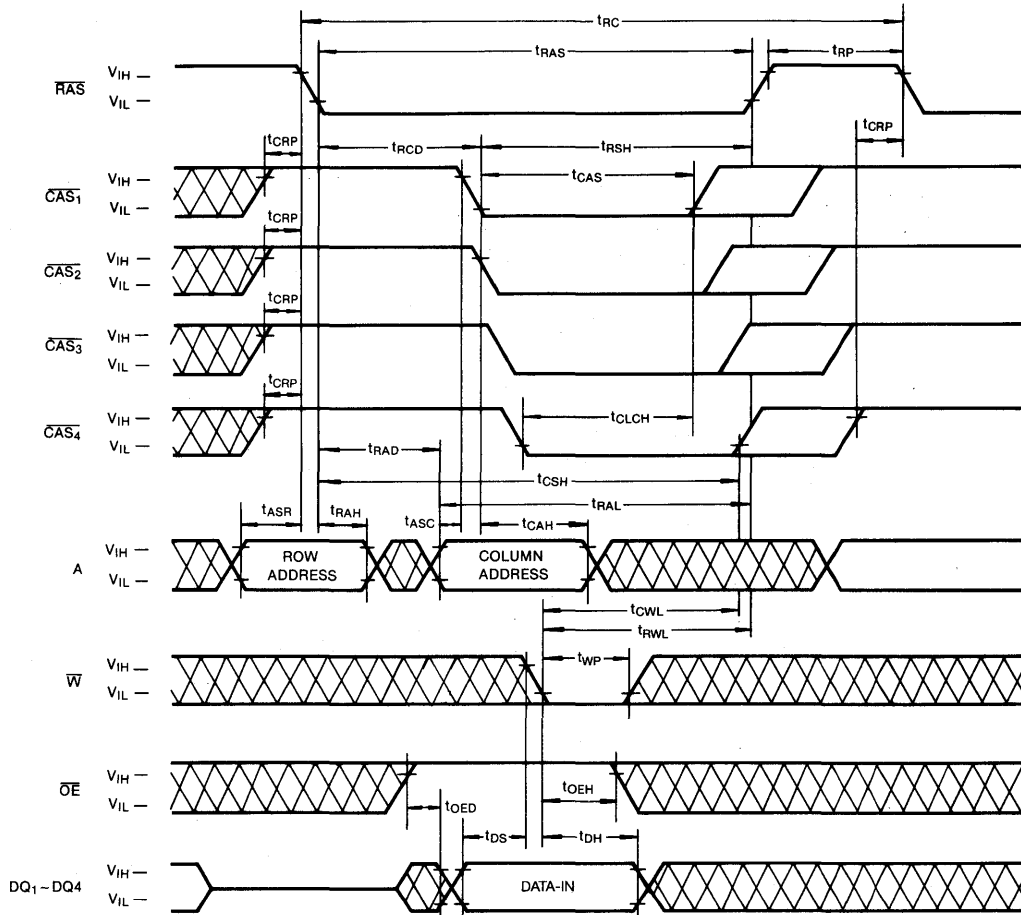 tRC
tRAS
tRP
RAS
VIH
VIL
tCRP
tRCD
tRSH
tCRP
CAS1
VIH
VIL
tCAS
tCRP
CAS2
VIH
VIL
tCRP
CAS3
VIH
VIL
tCRP
CAS4
VIH
VIL
tCLCH
tRAD
tCSH
tRAL
tASR
tRAH
tASC
tCAH
A
VIH
VIL
ROW
ADDRESS
COLUMN
ADDRESS
tCWL
tRWL
W
VIH
VIL
tWP
OE
VIH
VIL
tOED
tOEH
tDS
tDH
DQ1~DQ4
VIH
VIL
DATA-IN